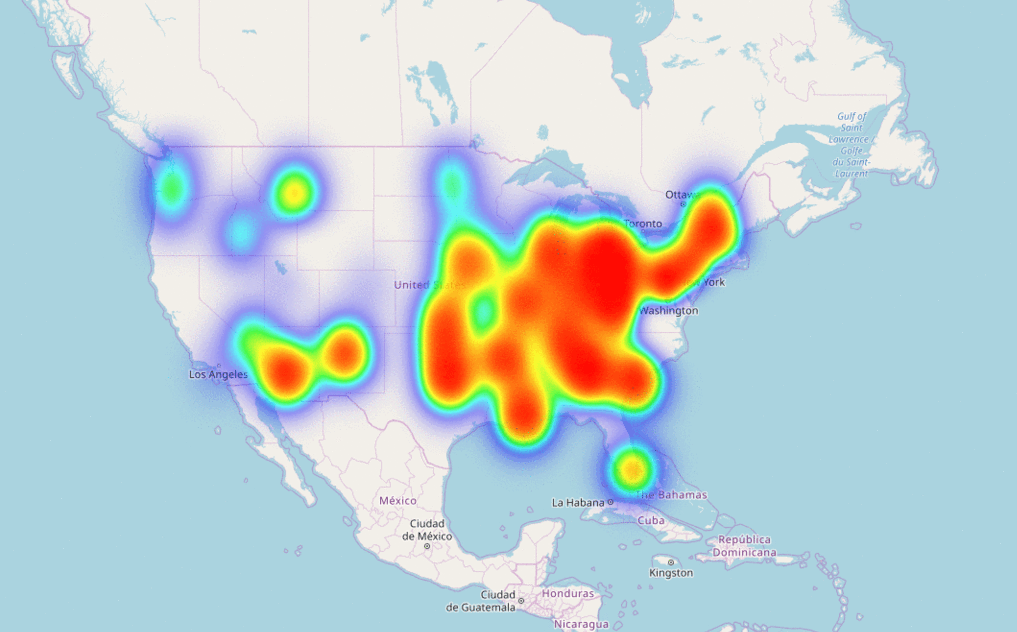 Gulf of
Saint
Lawrence /
Golfe
du Saint-
Laurent
Ottawa
Toronto
United States
York
Washington
Los Angeles
The Bahamas
La Habana
México
Cuba
Ciudad
de México
República
Dominicana
Kingston
Ciudad
de Guatemala
Honduras
Nicaragua